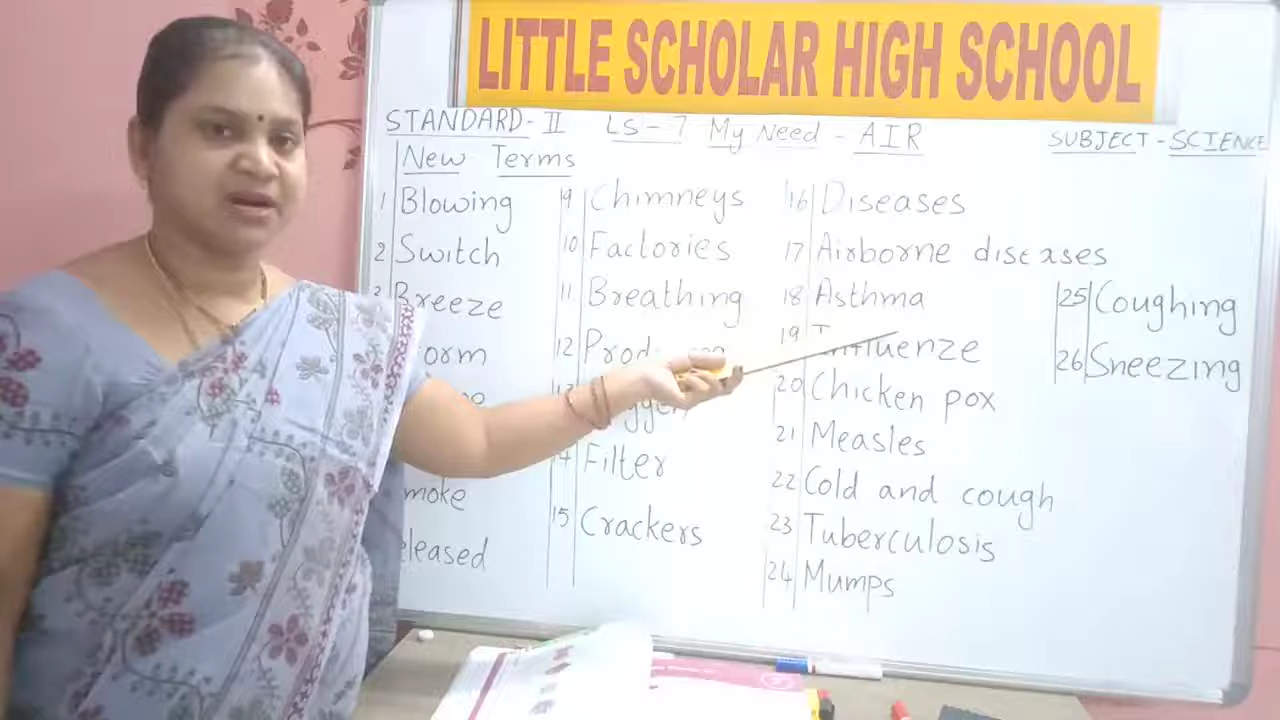 LITTLE SCHOLAR HIGH SCHOOL
STANDARD - II LS - 7 My Need - AIR SUBJECT - SCIENCE
New Terms
1 Blowing
2 Switch
Breeze
orm
moke
eleased
9 Chimneys
10 Factories
11 Breathing
12
Filter
15 Crackers
16 Diseases
17 Airborne diseases
18 Asthma
19 Influenze
20 Chicken pox
21 Measles
22 Cold and cough
23 Tuberculosis
24 Mumps
25 Coughing
26 Sneezing